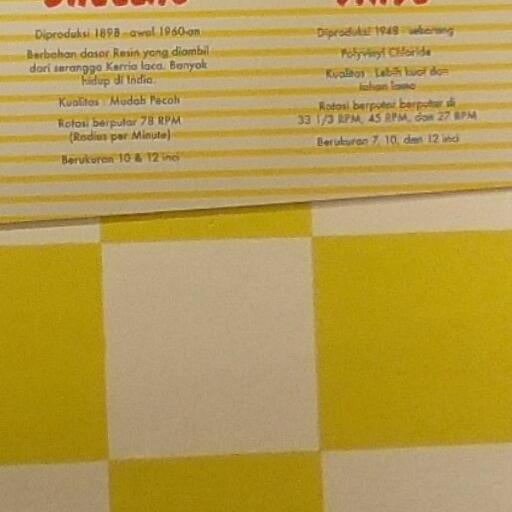 Diproduksi 1898 - awal 1960-an
Berbahan dasar Resin yang diambil
dari serangga Kerria laca. Banyak
hidup di India.
Kualitas : Mudah Pecah
Rotasi berputar 78 RPM
(Radius per Minute)
Berukuran 10 & 12 inci
Diproduksi 1948 - sekarang
Polyvinyl Chloride
Kualitas : Lebih kuat dan
tahan lama
Rotasi berputar berputar di
33 1/3 RPM, 45 RPM, dan 27 RPM
Berukuran 7, 10, dan 12 inci